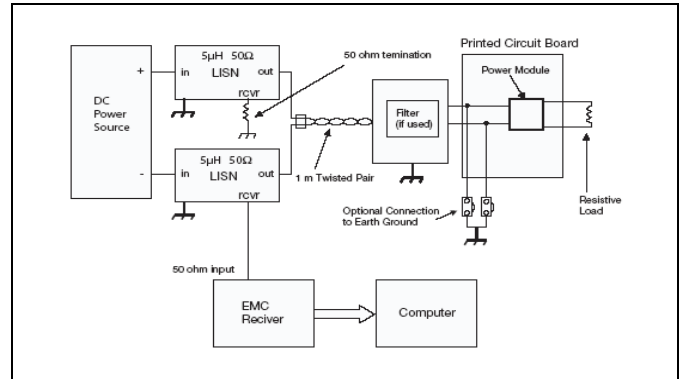 Printed Circuit Board
5µH 50Ω
LISN
in
out
rcvr
50 ohm temination
Power Module
+
DC
Power
Source
-
Filter
(if used)
5µH 50Ω
LISN
in
out
rcvr
1 m Twisted Pair
Optional Connection
to Earth Ground
Resistive
Load
50 ohm input
EMC
Reciver
Computer